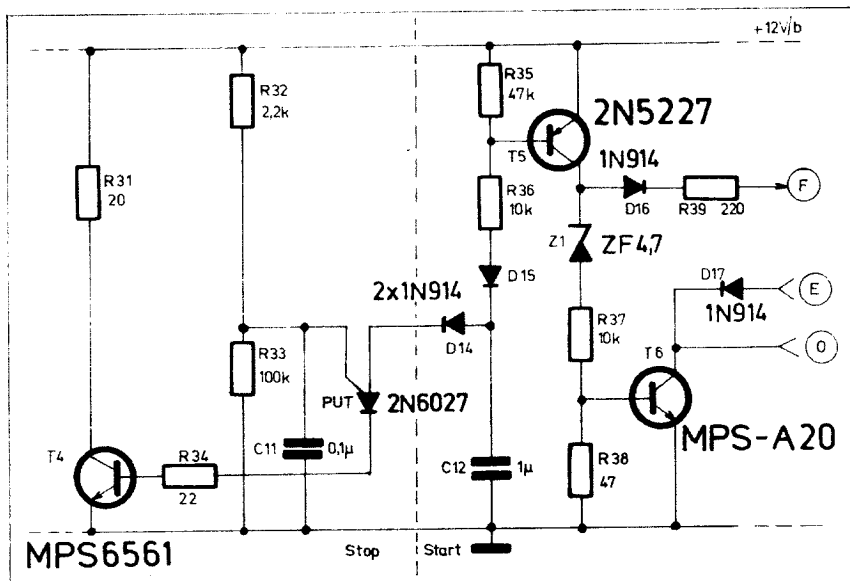 +12V/b
R32
2,2k
R35
47k
2N5227
T5
1N914
R31
20
R36
10k
D16
R39 220
F
Z1
ZF4,7
D15
D17
E
2x1N914
1N914
D14
R37
10k
T6
O
R33
100k
PUT
2N6027
MPS-A20
T4
R34
22
C11
0,1µ
C12
1µ
R38
47
MPS6561
Stop
Start